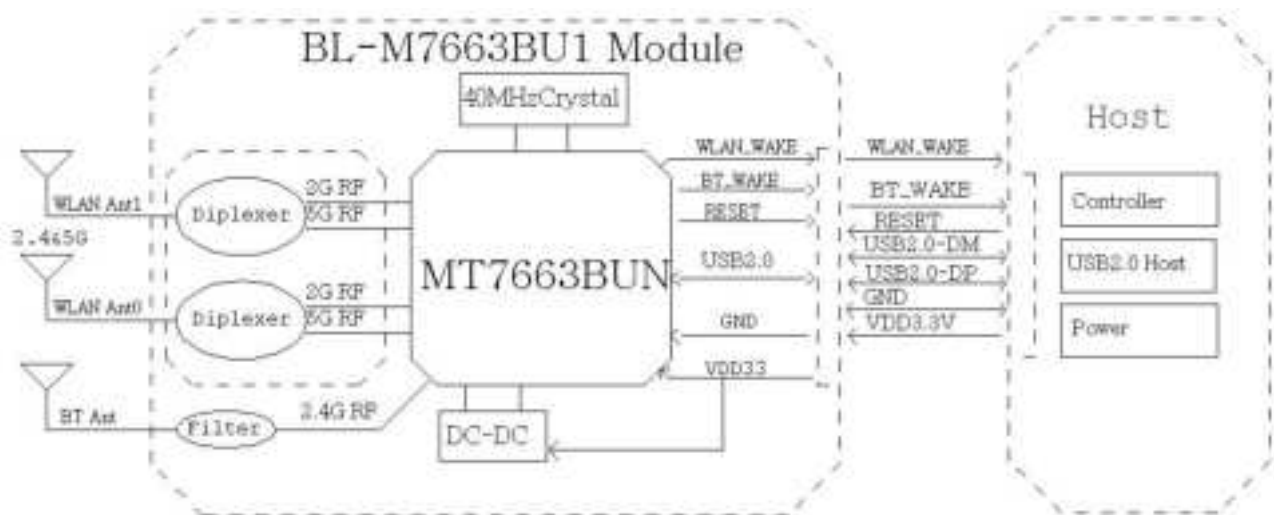 BL-M7663BU1 Module
40MHzCrystal
Host
WLAN_WAKE
WLAN_WAKE
BT_WAKE
BT_WAKE
RESET
RESET
USB2.0-DM
USB2.0
USB2.0-DP
GND
GND
VDD3.3V
VDD33
Controller
USB2.0 Host
Power
WLAN Ant1
2.4&5G
WLAN Ant0
BT Ant
Diplexer
2G RF
5G RF
Diplexer
2G RF
5G RF
MT7663BUN
Filter
2.4G RF
DC-DC